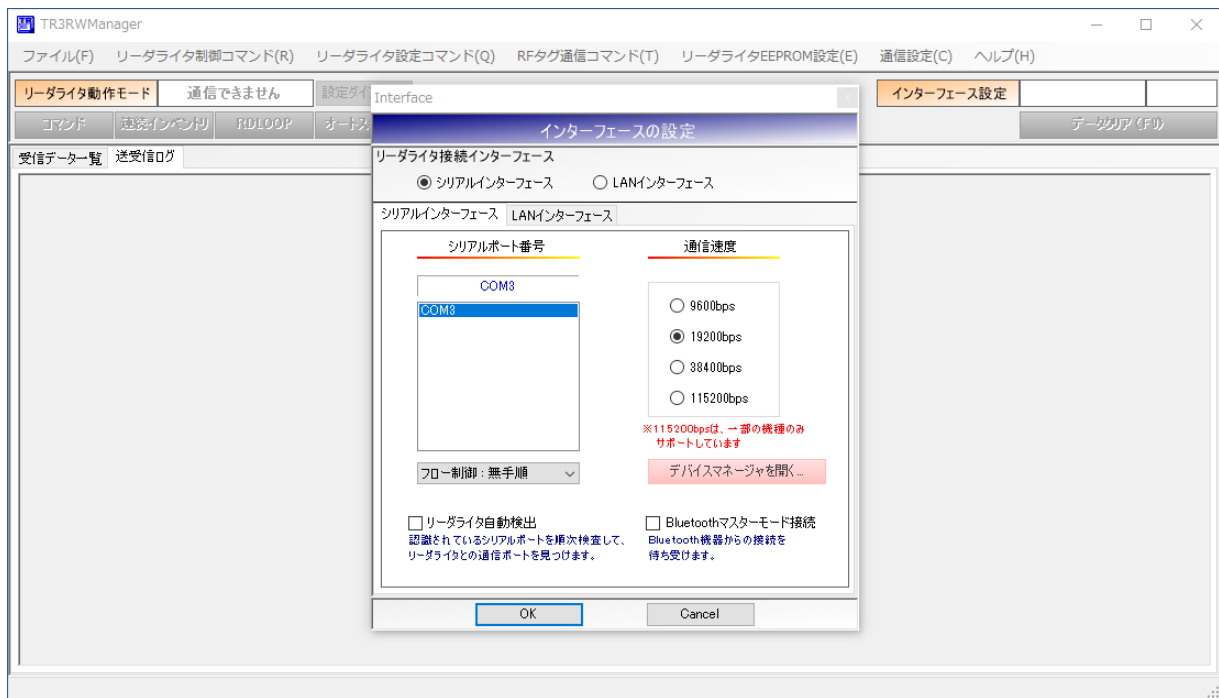 TR3RWManager
ファイル(F) リーダライタ制御コマンド(R) リーダライタ設定コマンド(Q) RFタグ通信コマンド(T) リーダライタEEPROM設定(E) 通信設定(C) ヘルプ(H)
リーダライタ動作モード 通信できません 設定ダイ インターフェース設定
コマンド 連続インベントリ RDLOOP オートス データクリア(F9)
受信データ一覧 送受信ログ
Interface
インターフェースの設定
リーダライタ接続インターフェース
シリアルインターフェース LANインターフェース
シリアルインターフェース LANインターフェース
シリアルポート番号 通信速度
COM3
COM3
9600bps
19200bps
38400bps
115200bps
※115200bpsは、一部の機種のみ
サポートしています
フロー制御:無手順 デバイスマネージャを開く...
リーダライタ自動検出
認識されているシリアルポートを順次検査して、
リーダライタとの通信ポートを見つけます。
Bluetoothマスターモード接続
Bluetooth機器からの接続を
待ち受けます。
OK Cancel